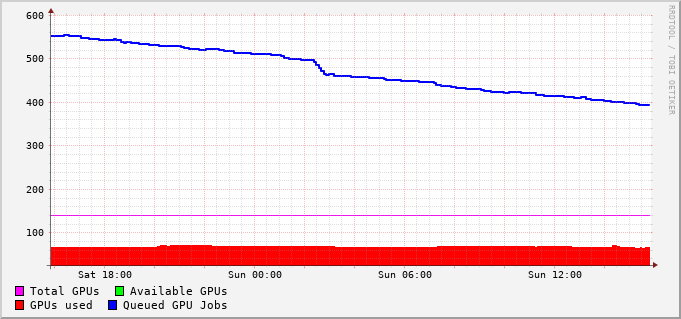 600
500
400
300
200
100
Sat 18:00 Sun 00:00 Sun 06:00 Sun 12:00
Total GPUs Available GPUs
GPUs used Queued GPU Jobs
RRDTOOL / TOBI OETIKER